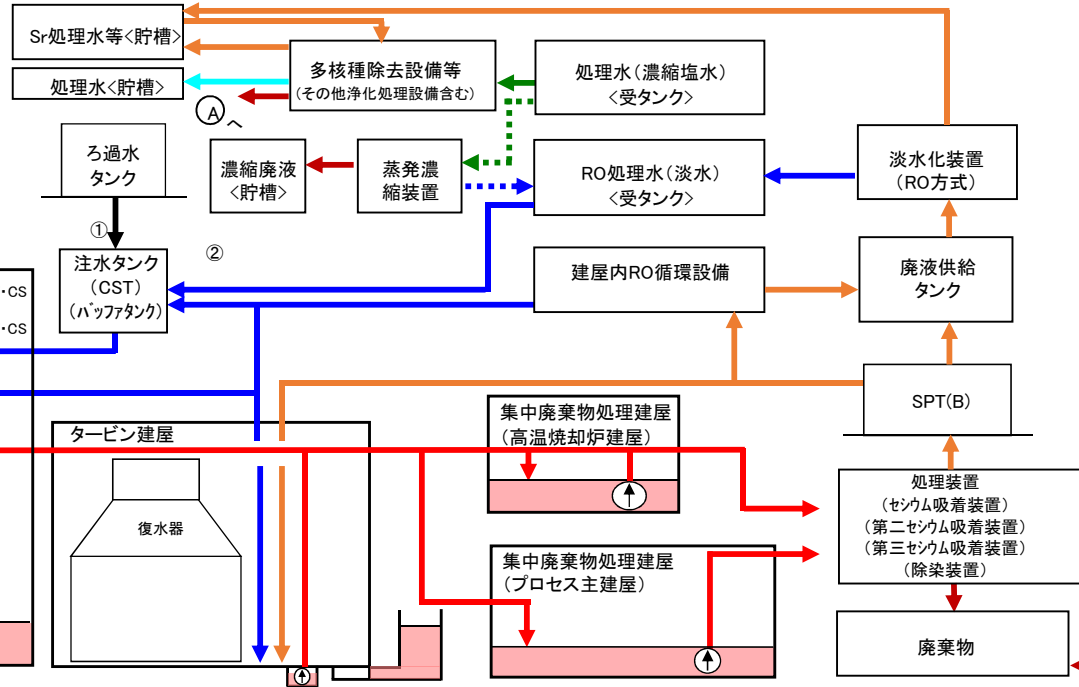 Sr処理水等<貯槽>
処理水<貯槽>
多核種除去設備等
(その他浄化処理設備含む)
処理水(濃縮塩水)
<受タンク>
A
へ
ろ過水
タンク
濃縮廃液
<貯槽>
蒸発濃
縮装置
RO処理水(淡水)
<受タンク>
淡水化装置
(RO方式)
①
②
注水タンク
(CST)
(バッファタンク)
建屋内RO循環設備
廃液供給
タンク
・CS
・CS
SPT(B)
タービン建屋
復水器
集中廃棄物処理建屋
(高温焼却炉建屋)
処理装置
(セシウム吸着装置)
(第二セシウム吸着装置)
(第三セシウム吸着装置)
(除染装置)
集中廃棄物処理建屋
(プロセス主建屋)
廃棄物